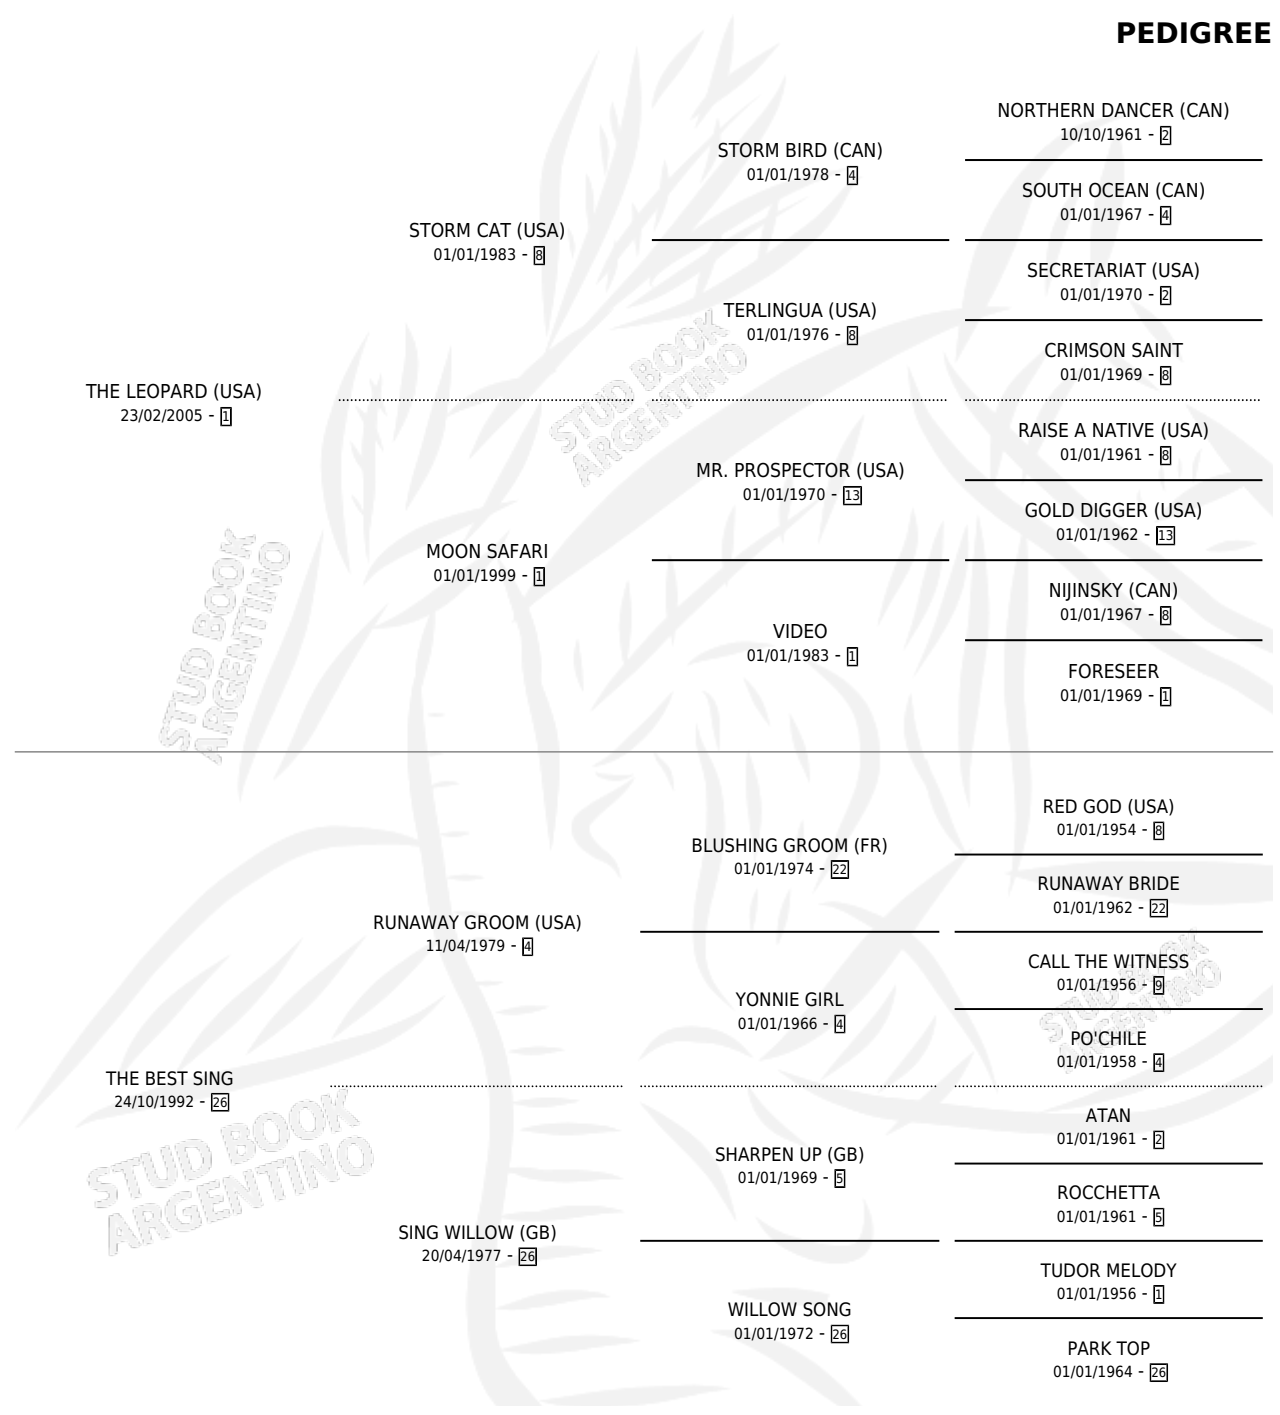 PEDIGREE
NORTHERN DANCER (CAN)
10/10/1961 - 2
STORM BIRD (CAN)
01/01/1978 - 4
SOUTH OCEAN (CAN)
01/01/1967 - 4
STORM CAT (USA)
01/01/1983 - 8
SECRETARIAT (USA)
01/01/1970 - 2
TERLINGUA (USA)
01/01/1976 - 8
CRIMSON SAINT
01/01/1969 - 8
THE LEOPARD (USA)
23/02/2005 - 1
STUD BOOK
ARGENTINO
RAISE A NATIVE (USA)
01/01/1961 - 8
MR. PROSPECTOR (USA)
01/01/1970 - 13
GOLD DIGGER (USA)
01/01/1962 - 13
MOON SAFARI
01/01/1999 - 1
NIJINSKY (CAN)
01/01/1967 - 8
VIDEO
01/01/1983 - 1
FORESEER
01/01/1969 - 1
STUD BOOK
ARGENTINO
RED GOD (USA)
01/01/1954 - 8
BLUSHING GROOM (FR)
01/01/1974 - 22
RUNAWAY BRIDE
01/01/1962 - 22
RUNAWAY GROOM (USA)
11/04/1979 - 4
CALL THE WITNESS
01/01/1956 - 9
YONNIE GIRL
01/01/1966 - 4
PO'CHILE
01/01/1958 - 4
STUD BOOK
ARGENTINO
THE BEST SING
24/10/1992 - 26
ATAN
01/01/1961 - 2
SHARPEN UP (GB)
01/01/1969 - 5
ROCCHETTA
01/01/1961 - 5
STUD BOOK
ARGENTINO
SING WILLOW (GB)
20/04/1977 - 26
TUDOR MELODY
01/01/1956 - 1
WILLOW SONG
01/01/1972 - 26
PARK TOP
01/01/1964 - 26